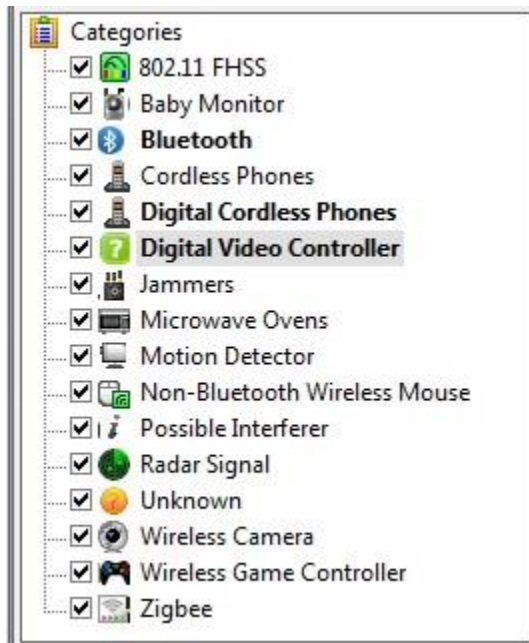 Categories
802.11 FHSS
Baby Monitor
Bluetooth
Cordless Phones
Digital Cordless Phones
Digital Video Controller
Jammers
Microwave Ovens
Motion Detector
Non-Bluetooth Wireless Mouse
Possible Interferer
Radar Signal
Unknown
Wireless Camera
Wireless Game Controller
Zigbee